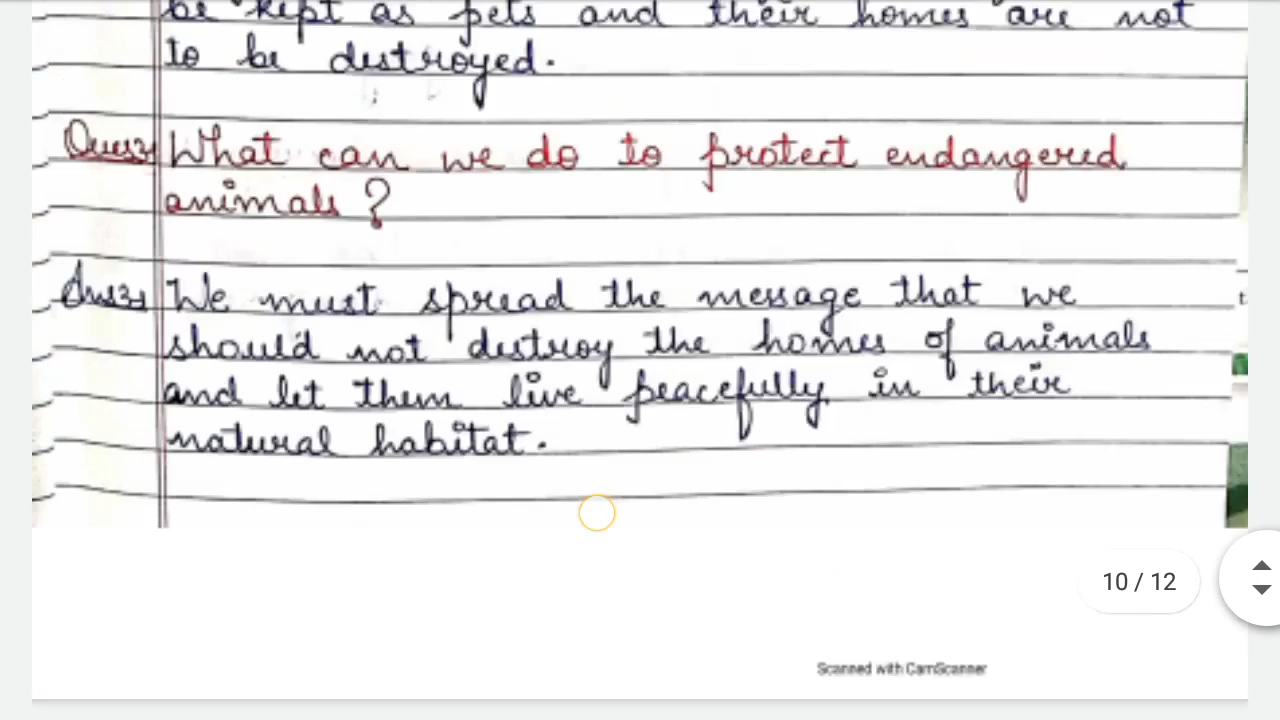 be kept as pets and their homes are not
to be destroyed.
Ques3, What can we do to protect endangered
animals ?
Ans3, We must spread the message that we
should not destroy the homes of animals
and let them live peacefully in their
natural habitat.
10 / 12
Scanned with CamScanner